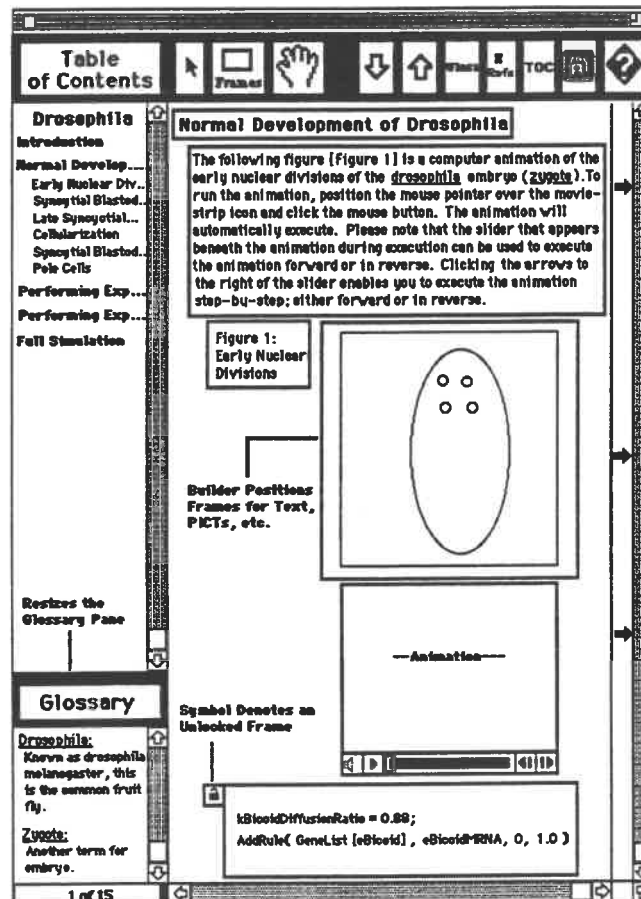 Table
of Contents
Frames
Refs
TOC
Drosophila
Introduction
Normal Develop...
Early Nuclear Div..
Syncytial Blastod..
Late Syncyotial...
Cellularization
Syncytial Blastod..
Pole Cells
Performing Exp...
Performing Exp...
Full Simulation
Resizes the
Glossary Pane
Glossary
Drosophila:
Known as drosophila
melanogaster, this
is the common fruit
fly.
Zygote:
Another term for
embryo.
1 of 15
Normal Development of Drosophila
The following figure [Figure 1] is a computer animation of the
early nuclear divisions of the drosophila embryo (zygote). To
run the animation, position the mouse pointer over the movie-
strip icon and click the mouse button. The animation will
automatically execute. Please note that the slider that appears
beneath the animation during execution can be used to execute
the animation forward or in reverse. Clicking the arrows to
the right of the slider enables you to execute the animation
step-by-step; either forward or in reverse.
Figure 1:
Early Nuclear
Divisions
Builder Positions
Frames for Text,
PICTs, etc.
---Animation---
Symbol Denotes an
Unlocked Frame
kBicoidDiffusionRatio = 0.88;
AddRule( GeneList [eBicoid] , eBicoidMRNA, 0, 1.0 )